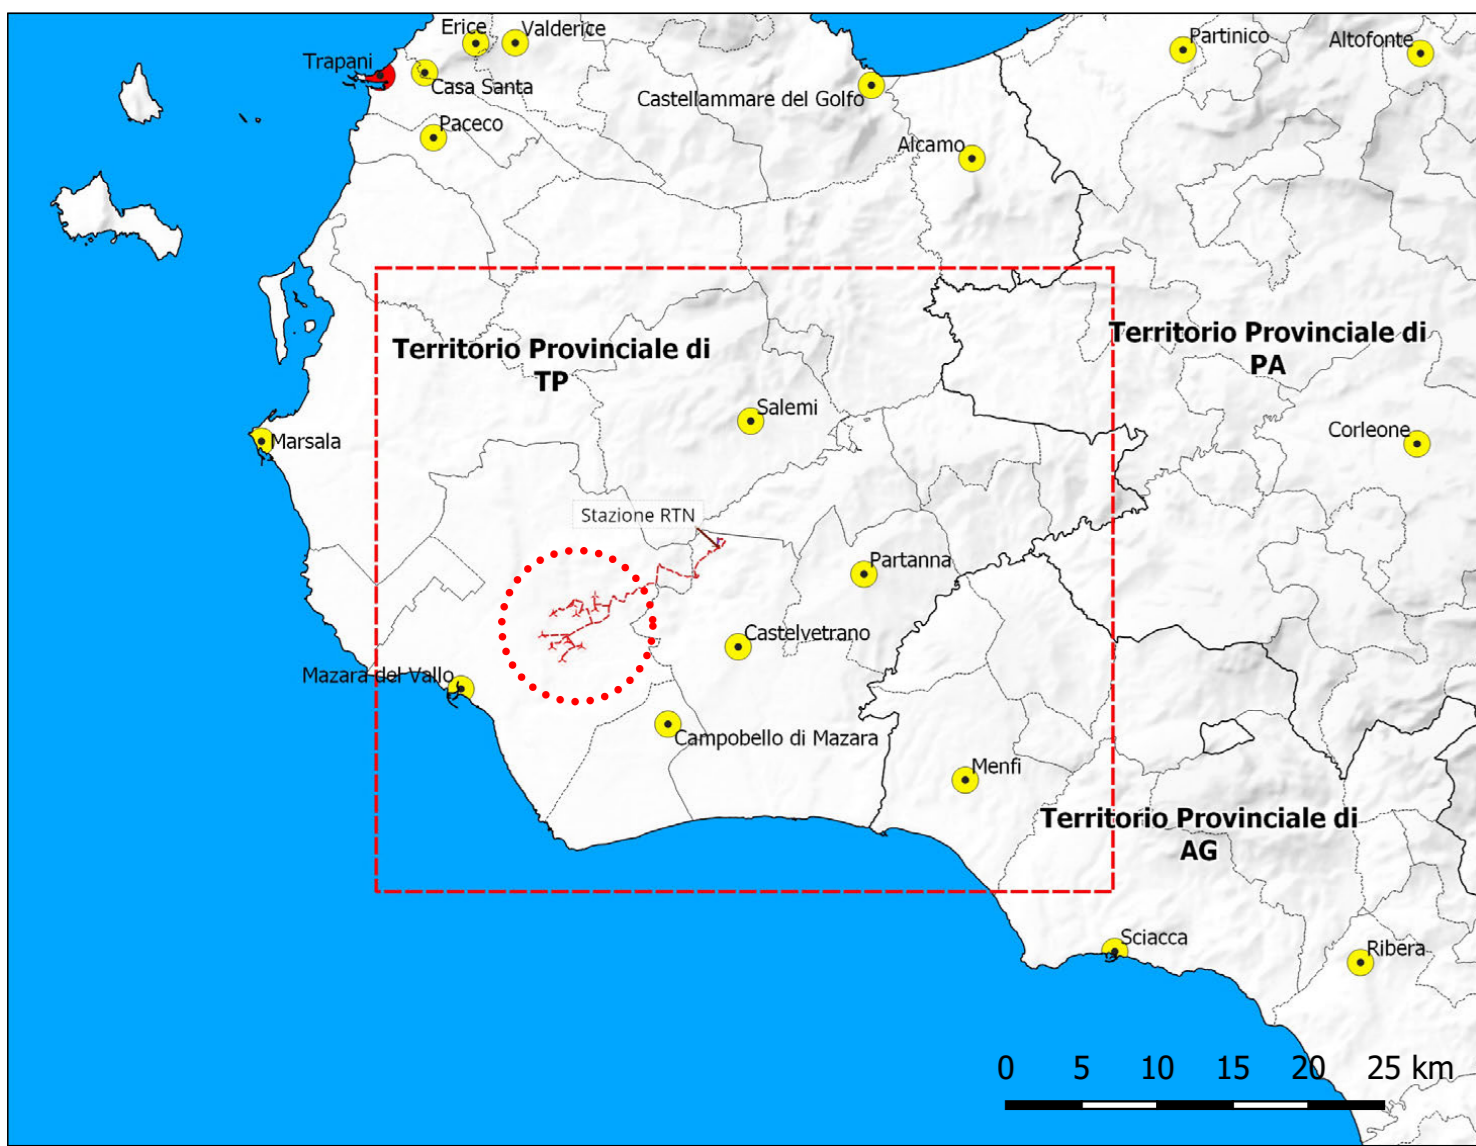 Erice
Valderice
Partinico
Altofonte
Trapani
Casa Santa
Castellammare del Golfo
Paceco
Alcamo
Territorio Provinciale di
TP
Territorio Provinciale di
PA
Salemi
Marsala
Corleone
Stazione RTN
Partanna
Castelvetrano
Mazara del Vallo
Campobello di Mazara
Menfi
Territorio Provinciale di
AG
Sciacca
Ribera
0 5 10 15 20 25 km